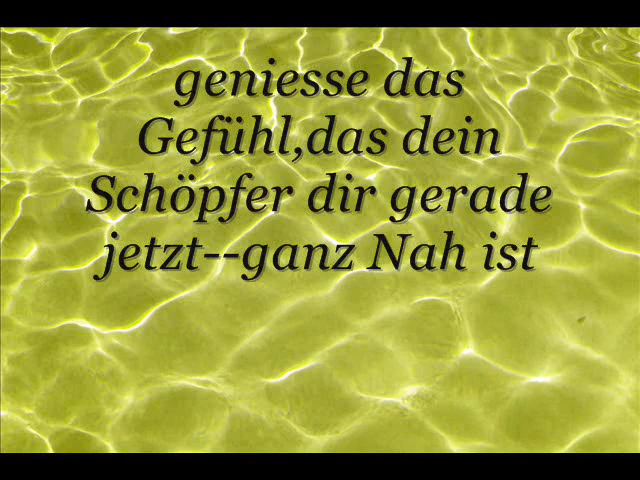 geniesse das
Gefühl,das dein
Schöpfer dir gerade
jetzt--ganz Nah ist